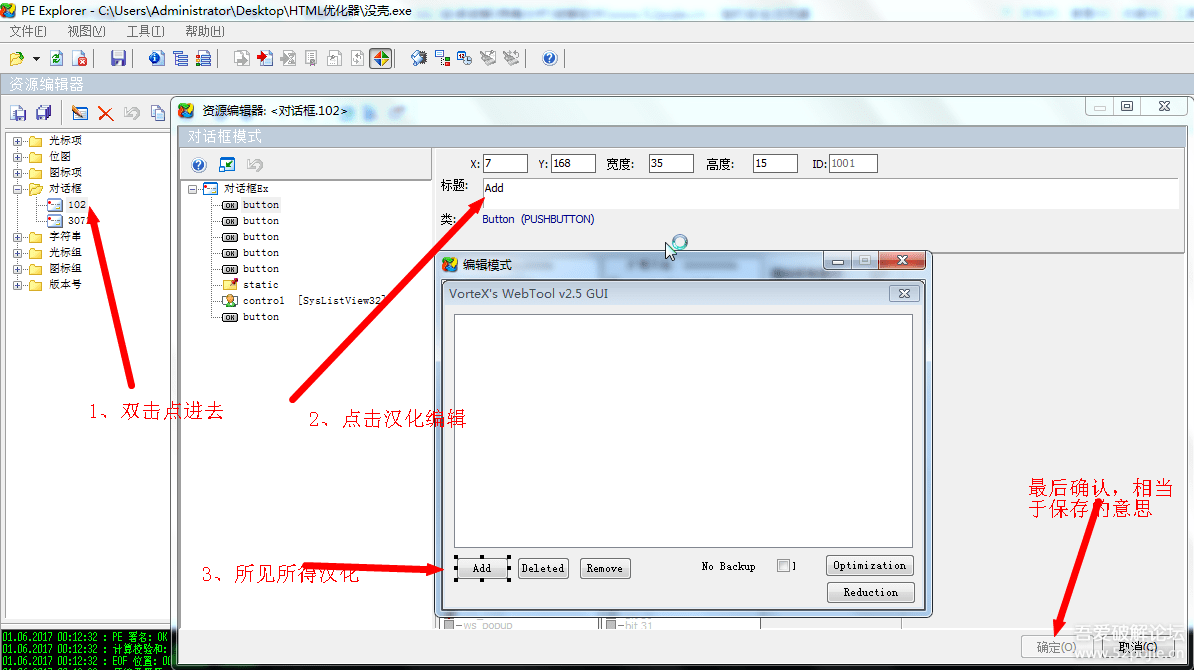 PE Explorer - C:\Users\Administrator\Desktop\HTML优化器\没壳.exe
文件(F) 视图(V) 工具(T) 帮助(H)
资源编辑器
光标项
位图
图标项
对话框
102
307
字符串
光标组
图标组
版本号
资源编辑器: <对话框.102>
对话框模式
对话框Ex
button
button
button
button
button
static
control [SysListView32]
button
X: 7 Y: 168 宽度: 35 高度: 15 ID: 1001
标题: Add
类: Button (PUSHBUTTON)
编辑模式
VorteX's WebTool v2.5 GUI
Add Deleted Remove No Backup Optimization
Reduction
ws_popup bit 31
1、双击点进去
2、点击汉化编辑
3、所见所得汉化
最后确认，相当
于保存的意思
确定(O) 取消(C)
吾爱破解论坛
www.52pojie.cn
01.06.2017 00:12:32 : PE 署名: OK
01.06.2017 00:12:32 : 计算校验和:
01.06.2017 00:12:32 : EOF 位置: 00